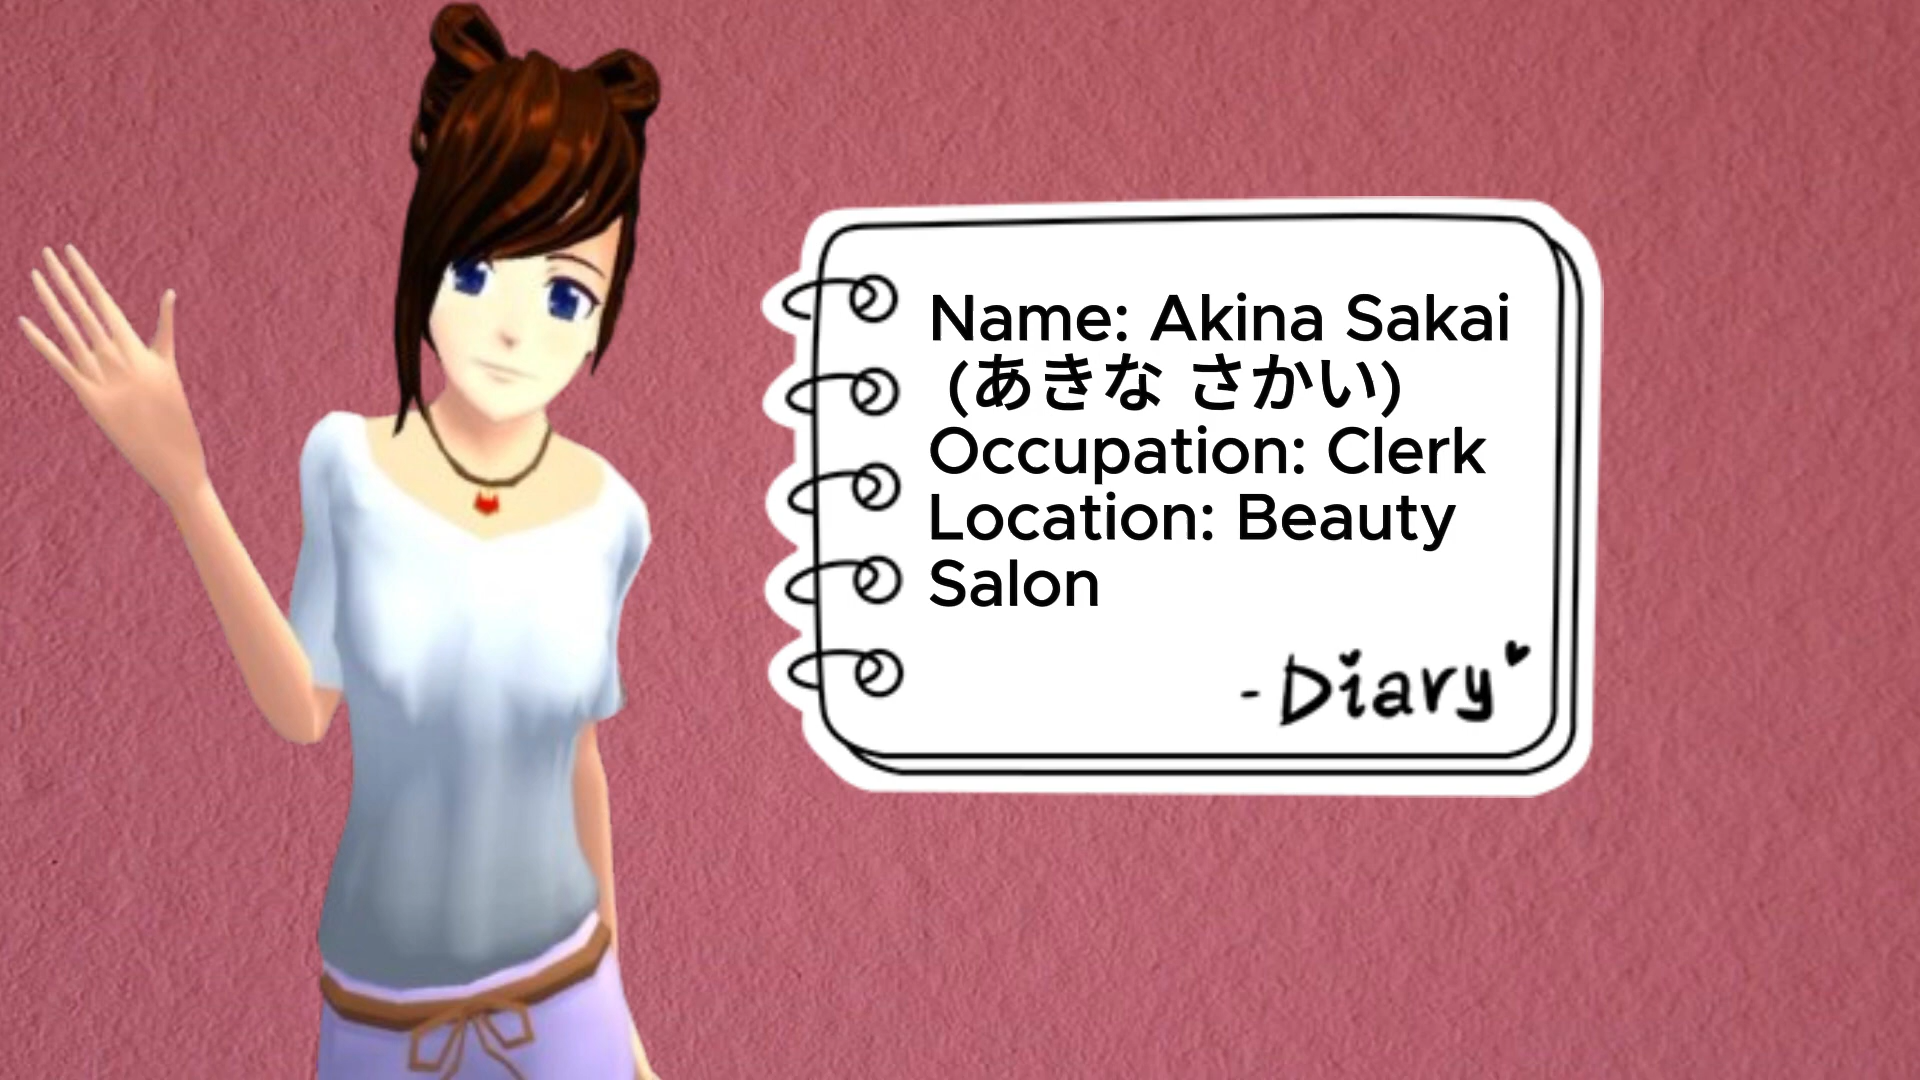 Name: Akina Sakai
(あきな さかい)
Occupation: Clerk
Location: Beauty
Salon
-Diary